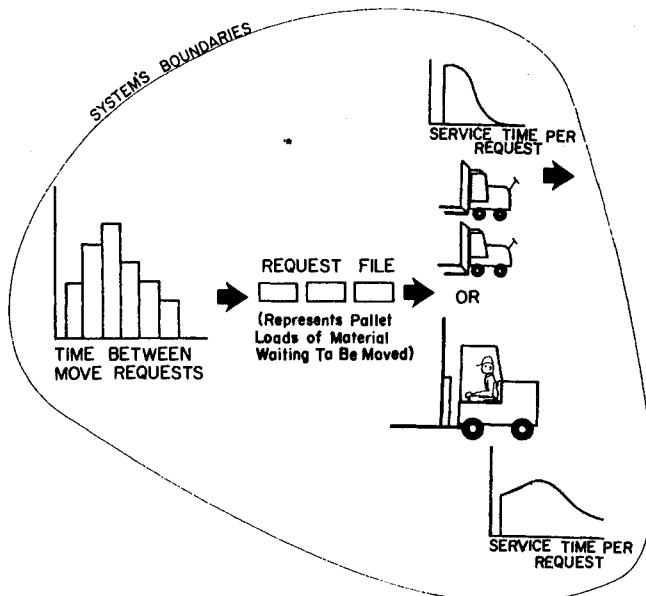 SYSTEM'S BOUNDARIES
SERVICE TIME PER
REQUEST
REQUEST FILE
(Represents Pallet
Loads of Material
Waiting Ta Be Moved)
OR
TIME BETWEEN
MOVE REQUESTS
SERVICE TIME PER
REQUEST